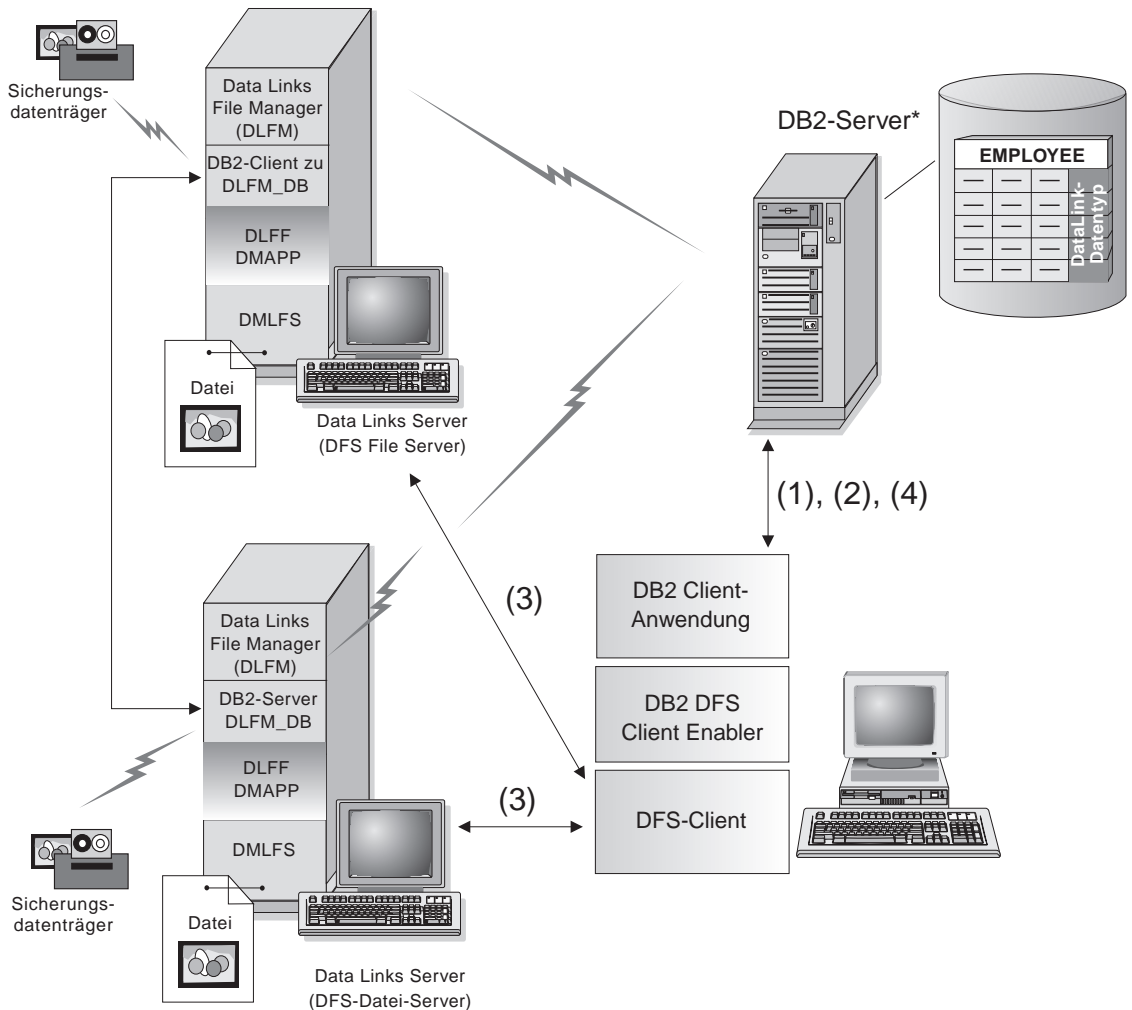 Sicherungs-
datenträger
Data Links
File Manager
(DLFM)
DB2-Client zu
DLFM_DB
DLFF
DMAPP
DMLFS
Datei
Data Links Server
(DFS File Server)
DB2-Server*
EMPLOYEE
DataLink-
Datentyp
(1), (2), (4)
(3)
DB2 Client-
Anwendung
DB2 DFS
Client Enabler
DFS-Client
(3)
Data Links
File Manager
(DLFM)
DB2-Server
DLFM_DB
DLFF
DMAPP
DMLFS
Sicherungs-
datenträger
Datei
Data Links Server
(DFS-Datei-Server)